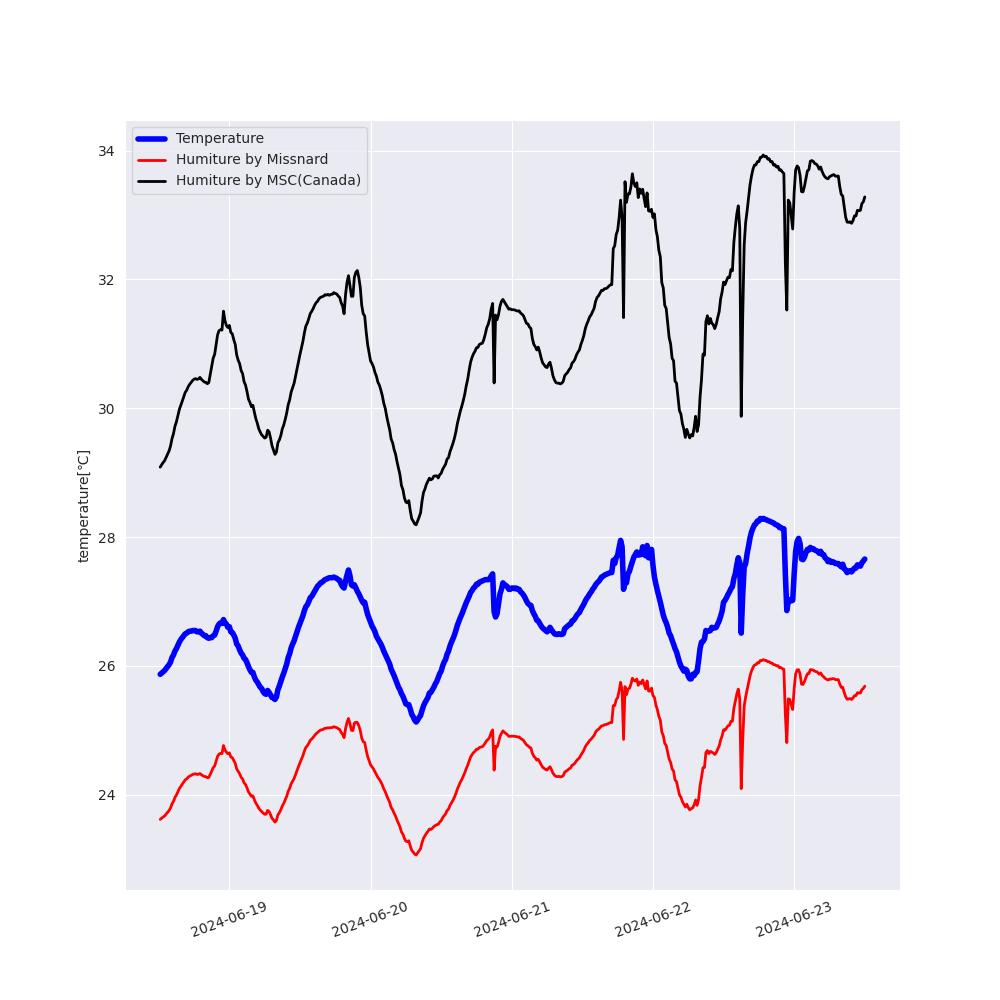 Temperature
Humiture by Missnard
Humiture by MSC(Canada)
34
32
30
28
26
24
temperature[℃]
2024-06-19
2024-06-20
2024-06-21
2024-06-22
2024-06-23